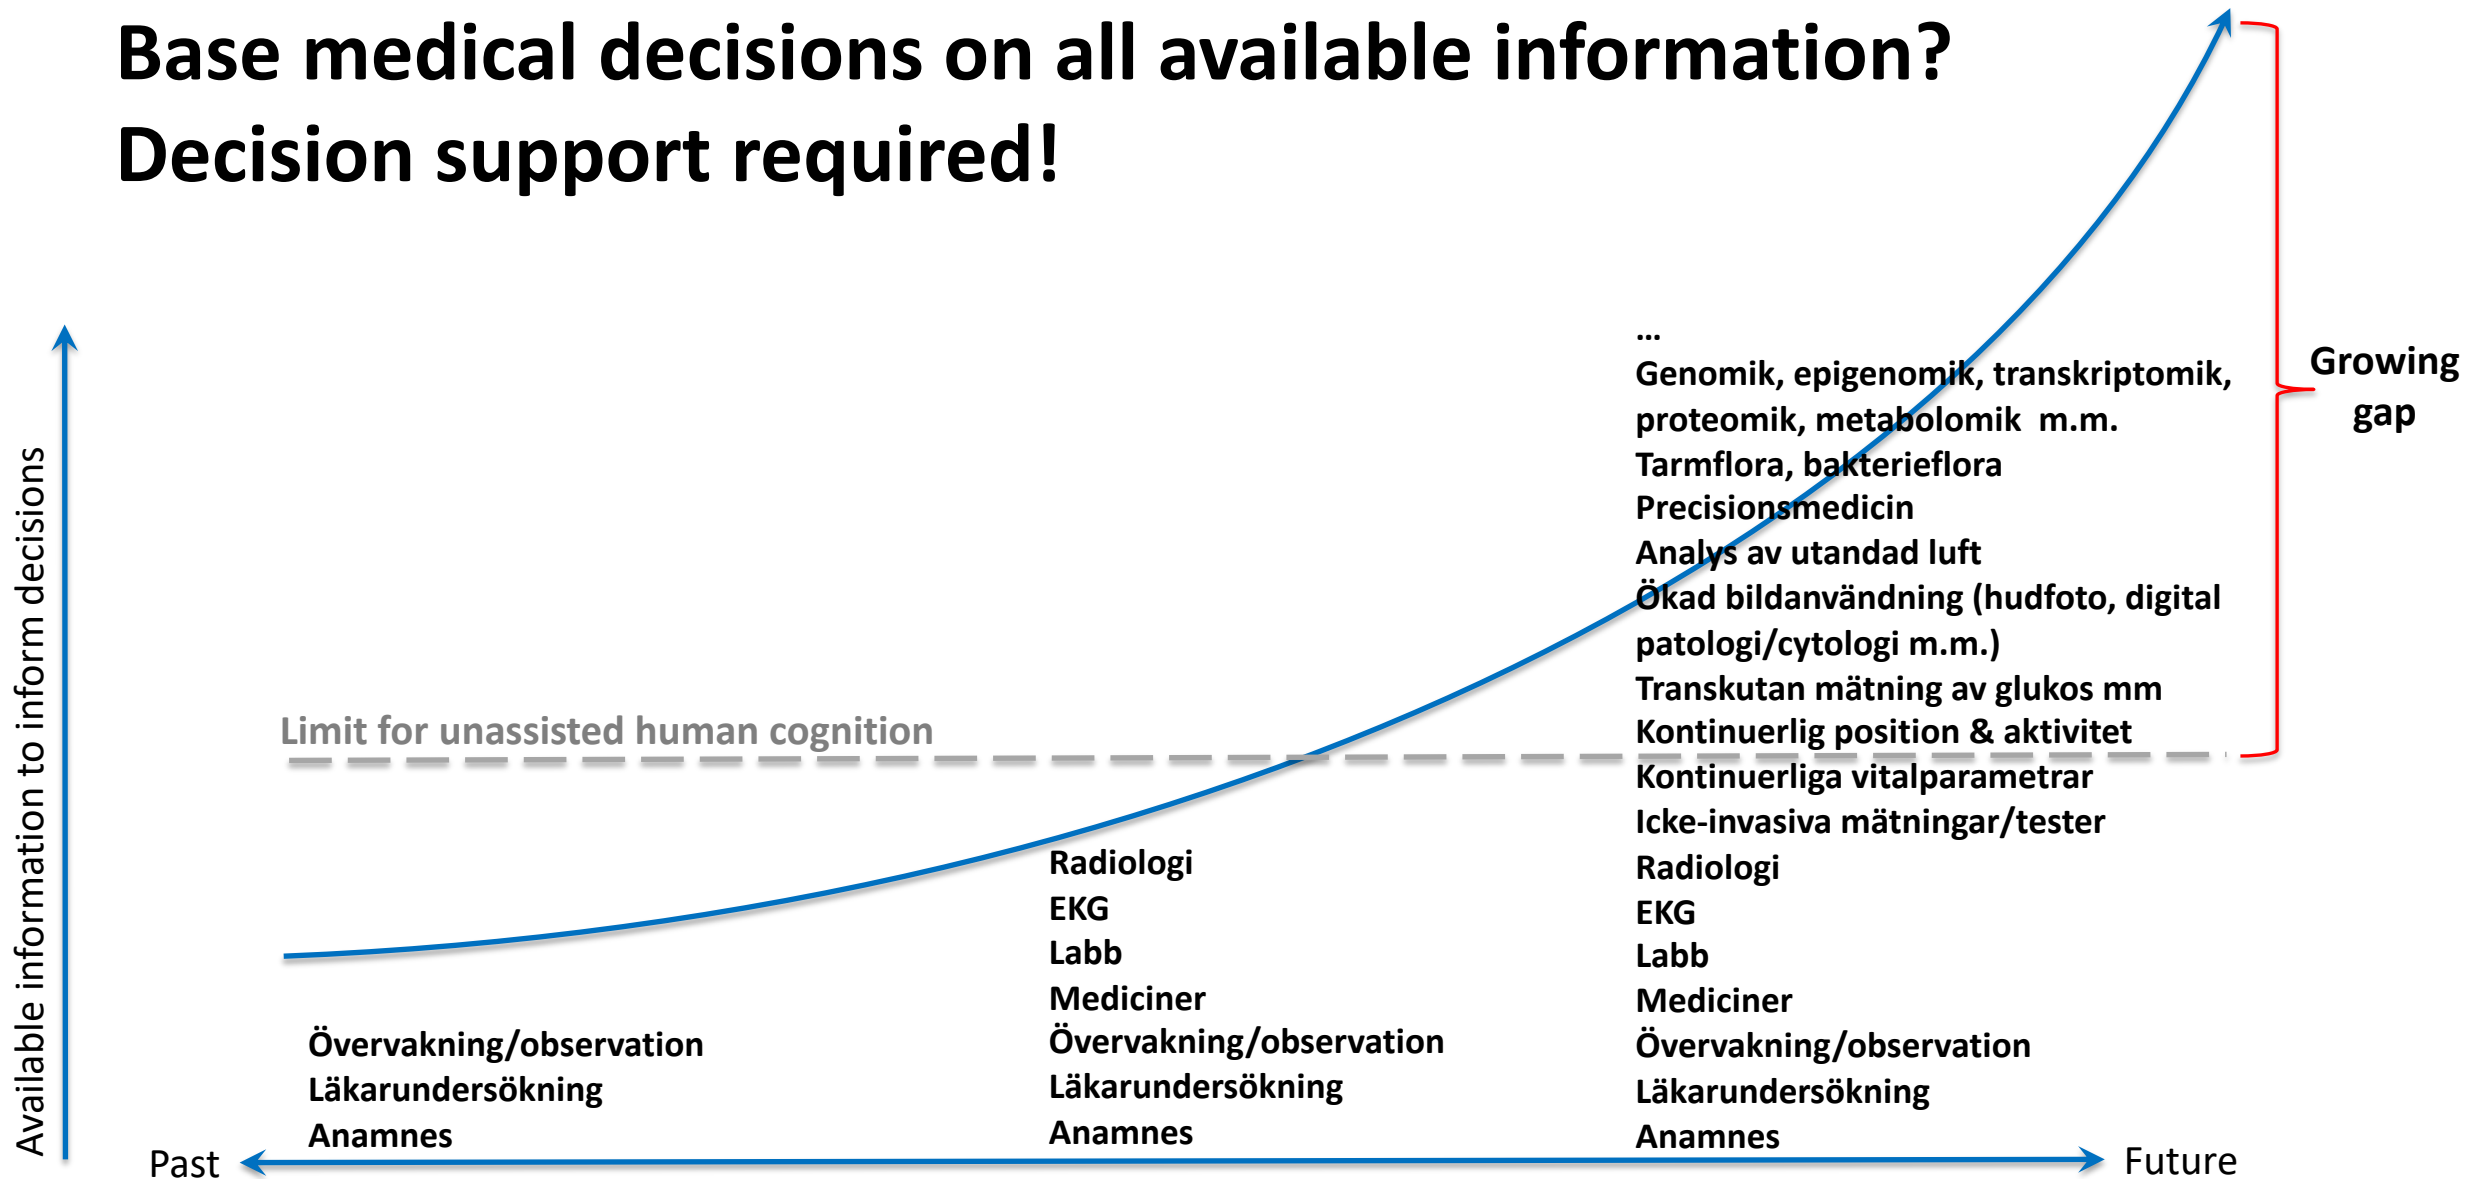 Base medical decisions on all available information?
Decision support required!
Available information to inform decisions
Limit for unassisted human cognition
Övervakning/observation
Läkarundersökning
Anamnes
Radiologi
EKG
Labb
Mediciner
Övervakning/observation
Läkarundersökning
Anamnes
...
Genomik, epigenomik, transkriptomik,
proteomik, metabolomik  m.m.
Tarmflora, bakterieflora
Precisionsmedicin
Analys av utandad luft
Ökad bildanvändning (hudfoto, digital
patologi/cytologi m.m.)
Transkutan mätning av glukos mm
Kontinuerlig position & aktivitet
Kontinuerliga vitalparametrar
Icke-invasiva mätningar/tester
Radiologi
EKG
Labb
Mediciner
Övervakning/observation
Läkarundersökning
Anamnes
Growing
gap
Past
Future